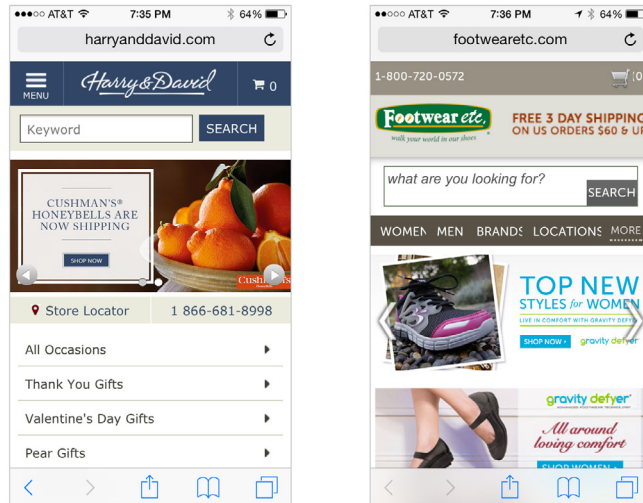 AT&T 7:35 PM 64%
harryanddavid.com
MENU
Harry & David
0
Keyword
SEARCH
CUSHMAN'S®
HONEYBELLS ARE
NOW SHIPPING
SHOP NOW
Cushman's
Store Locator
1 866-681-8998
All Occasions
Thank You Gifts
Valentine's Day Gifts
Pear Gifts
AT&T 7:36 PM 64%
footwearetc.com
1-800-720-0572
Footwear etc.
walk your world in our shoes
FREE 3 DAY SHIPPING
ON US ORDERS $60 & UP
what are you looking for?
SEARCH
WOMEN MEN BRANDS LOCATIONS MORE
TOP NEW
STYLES for WOMEN
LIVE IN COMFORT WITH GRAVITY DEFYER
SHOP NOW
gravity defyer
gravity defyer
All around
loving comfort
SHOP WOMEN